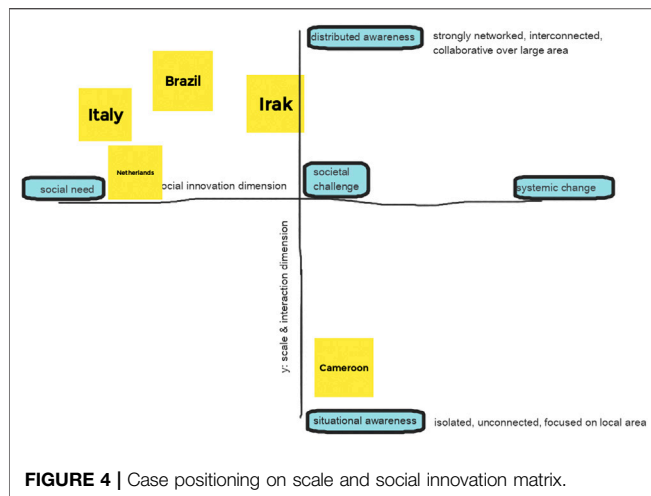 distributed awareness
strongly networked, interconnected,
collaborative over large area
Brazil
Irak
Italy
Netherlands
social need
ocial innovation dimension
societal
challenge
systemic change
y: scale & interaction dimension
Cameroon
situational awareness
isolated, unconnected, focused on local area
FIGURE 4 | Case positioning on scale and social innovation matrix.